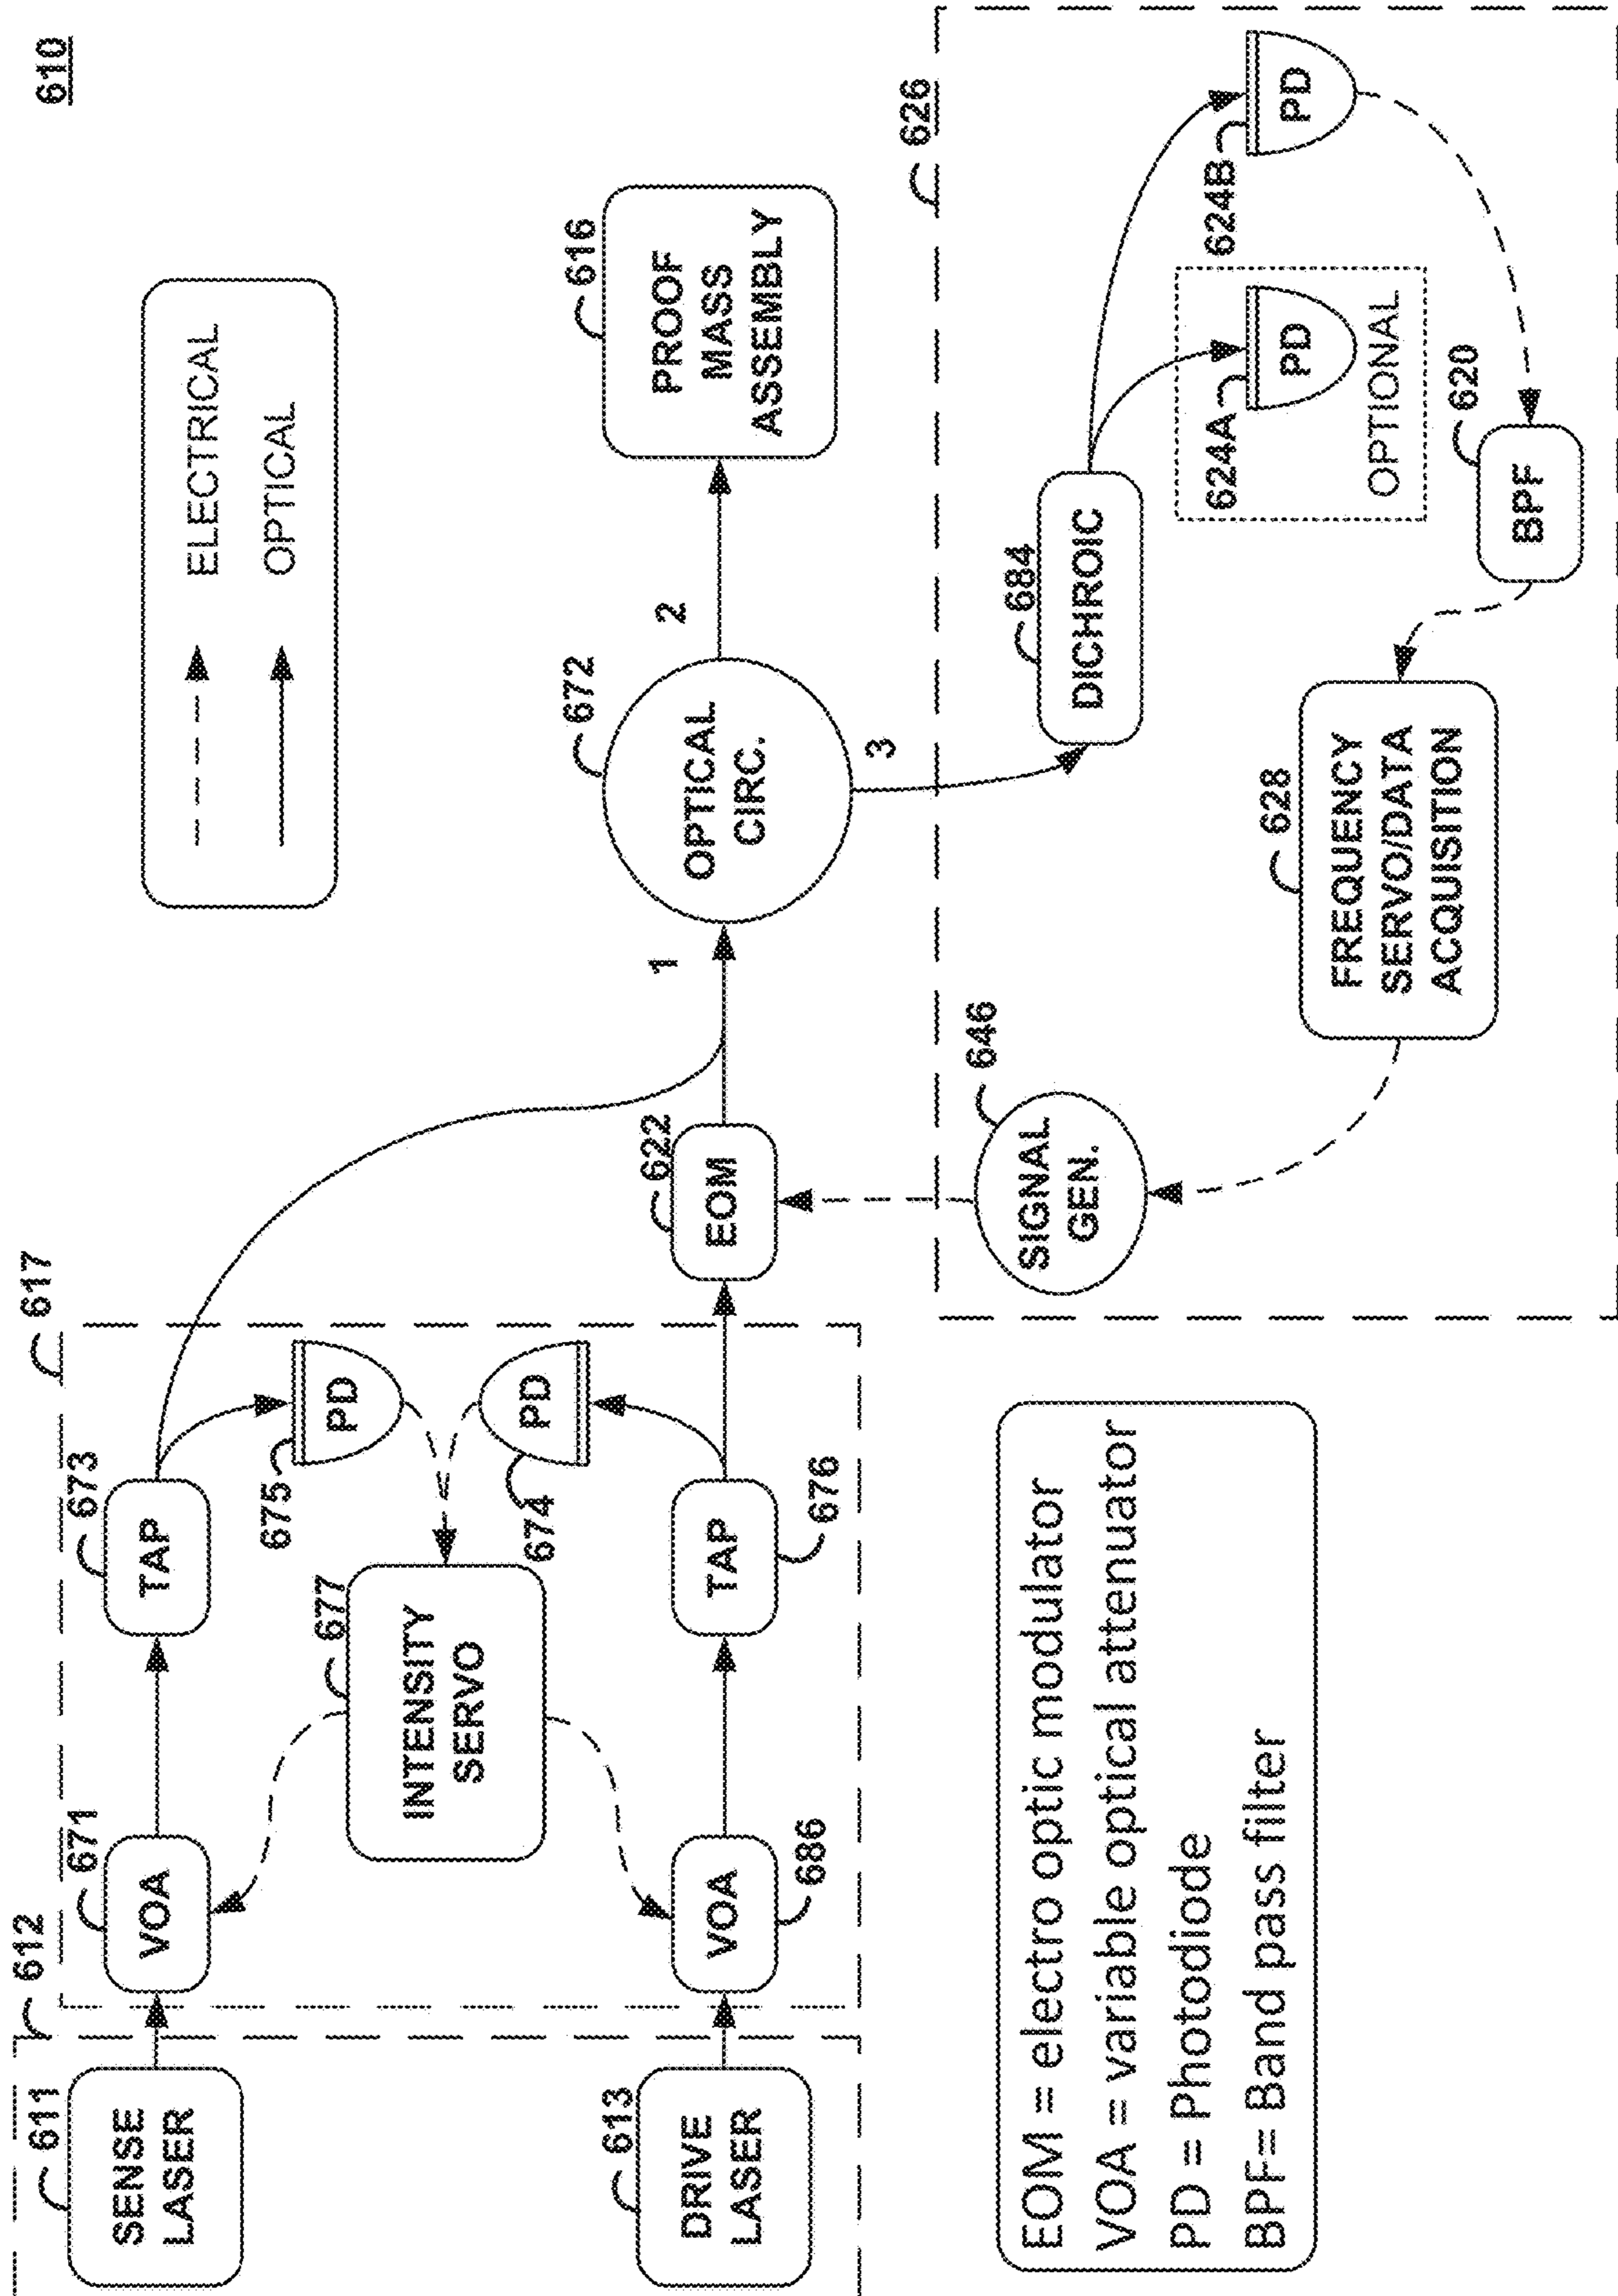 610
ELECTRICAL
OPTICAL
612
611
SENSE
LASER
613
DRIVE
LASER
617
671
VOA
673
TAP
675
PD
677
INTENSITY
SERVO
674
PD
VOA
686
TAP
676
622
EOM
1
672
OPTICAL
CIRC.
2
3
616
PROOF
MASS
ASSEMBLY
626
646
SIGNAL
GEN.
684
DICHROIC
624A
PD
OPTIONAL
624B
PD
620
BPF
628
FREQUENCY
SERVO/DATA
ACQUISITION
EOM = electro optic modulator
VOA = variable optical attenuator
PD = Photodiode
BPF= Band pass filter